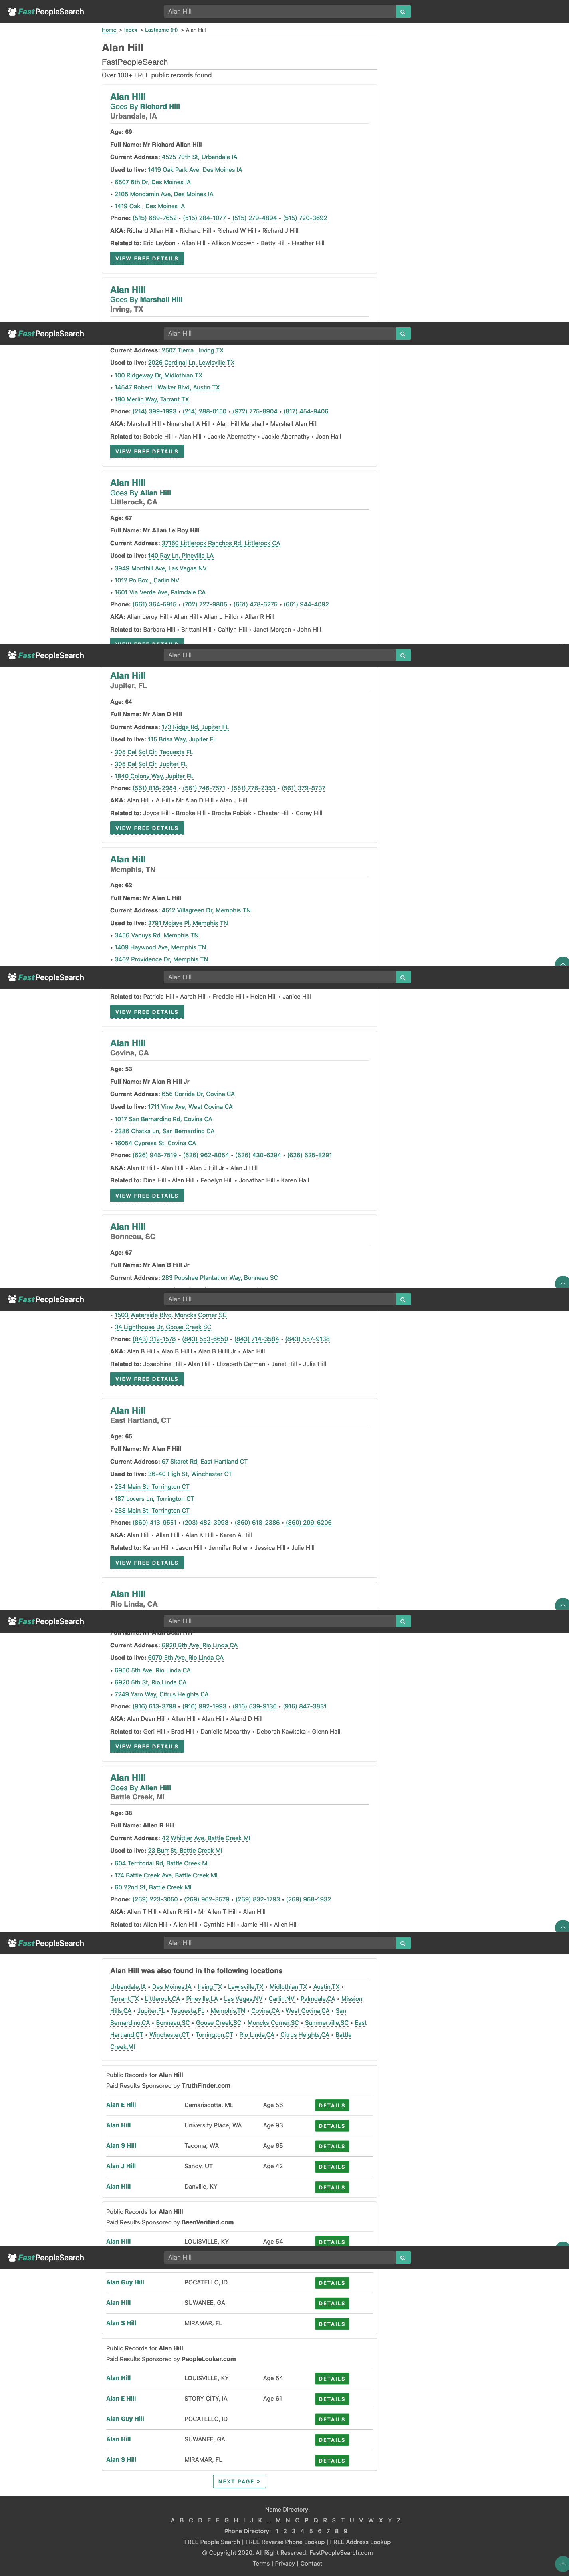 FastPeopleSearch
Alan Hill
Home > Index > Lastname (H) > Alan Hill
Alan Hill
FastPeopleSearch
Over 100+ FREE public records found
Alan Hill
Goes By Richard Hill
Urbandale, IA
Age: 69
Full Name: Mr Richard Allan Hill
Current Address: 4525 70th St, Urbandale IA
Used to live: 1419 Oak Park Ave, Des Moines IA
• 6507 6th Dr, Des Moines IA
• 2105 Mondamin Ave, Des Moines IA
• 1419 Oak , Des Moines IA
Phone: (515) 689-7652 • (515) 284-1077 • (515) 279-4894 • (515) 720-3692
AKA: Richard Allan Hill • Richard Hill • Richard W Hill • Richard J Hill
Related to: Eric Leybon • Allan Hill • Allison Mccown • Betty Hill • Heather Hill
VIEW FREE DETAILS
Alan Hill
Goes By Marshall Hill
Irving, TX
FastPeopleSearch
Alan Hill
Current Address: 2507 Tierra , Irving TX
Used to live: 2026 Cardinal Ln, Lewisville TX
• 100 Ridgeway Dr, Midlothian TX
• 14547 Robert I Walker Blvd, Austin TX
• 180 Merlin Way, Tarrant TX
Phone: (214) 399-1993 • (214) 288-0150 • (972) 775-8904 • (817) 454-9406
AKA: Marshall Hill • Nmarshall A Hill • Alan Hill Marshall • Marshall Alan Hill
Related to: Bobbie Hill • Alan Hill • Jackie Abernathy • Jackie Abernathy • Joan Hall
VIEW FREE DETAILS
Alan Hill
Goes By Allan Hill
Littlerock, CA
Age: 67
Full Name: Mr Allan Le Roy Hill
Current Address: 37160 Littlerock Ranchos Rd, Littlerock CA
Used to live: 140 Ray Ln, Pineville LA
• 3949 Monthill Ave, Las Vegas NV
• 1012 Po Box , Carlin NV
• 1601 Via Verde Ave, Palmdale CA
Phone: (661) 364-5915 • (702) 727-9805 • (661) 478-6275 • (661) 944-4092
AKA: Allan Leroy Hill • Allan Hill • Allan L Hillor • Allan R Hill
Related to: Barbara Hill • Brittani Hill • Caitlyn Hill • Janet Morgan • John Hill
VIEW FREE DETAILS
FastPeopleSearch
Alan Hill
Alan Hill
Jupiter, FL
Age: 64
Full Name: Mr Alan D Hill
Current Address: 173 Ridge Rd, Jupiter FL
Used to live: 115 Brisa Way, Jupiter FL
• 305 Del Sol Cir, Tequesta FL
• 305 Del Sol Cir, Jupiter FL
• 1840 Colony Way, Jupiter FL
Phone: (561) 818-2984 • (561) 746-7571 • (561) 776-2353 • (561) 379-8737
AKA: Alan Hill • A Hill • Mr Alan D Hill • Alan J Hill
Related to: Joyce Hill • Brooke Hill • Brooke Pobiak • Chester Hill • Corey Hill
VIEW FREE DETAILS
Alan Hill
Memphis, TN
Age: 62
Full Name: Mr Alan L Hill
Current Address: 4512 Villagreen Dr, Memphis TN
Used to live: 2791 Mojave Pl, Memphis TN
• 3456 Vanuys Rd, Memphis TN
• 1409 Haywood Ave, Memphis TN
• 3402 Providence Dr, Memphis TN
FastPeopleSearch
Alan Hill
Related to: Patricia Hill • Aarah Hill • Freddie Hill • Helen Hill • Janice Hill
VIEW FREE DETAILS
Alan Hill
Covina, CA
Age: 53
Full Name: Mr Alan R Hill Jr
Current Address: 656 Corrida Dr, Covina CA
Used to live: 1711 Vine Ave, West Covina CA
• 1017 San Bernardino Rd, Covina CA
• 2386 Chatka Ln, San Bernardino CA
• 16054 Cypress St, Covina CA
Phone: (626) 945-7519 • (626) 962-8054 • (626) 430-6294 • (626) 625-8291
AKA: Alan R Hill • Alan Hill • Alan J Hill Jr • Alan J Hill
Related to: Dina Hill • Alan Hill • Febelyn Hill • Jonathan Hill • Karen Hall
VIEW FREE DETAILS
Alan Hill
Bonneau, SC
Age: 67
Full Name: Mr Alan B Hill Jr
Current Address: 283 Pooshee Plantation Way, Bonneau SC
FastPeopleSearch
Alan Hill
• 1503 Waterside Blvd, Moncks Corner SC
• 34 Lighthouse Dr, Goose Creek SC
Phone: (843) 312-1578 • (843) 553-6650 • (843) 714-3584 • (843) 557-9138
AKA: Alan B Hill • Alan B Hillll • Alan B Hillll Jr • Alan Hill
Related to: Josephine Hill • Alan Hill • Elizabeth Carman • Janet Hill • Julie Hill
VIEW FREE DETAILS
Alan Hill
East Hartland, CT
Age: 65
Full Name: Mr Alan F Hill
Current Address: 67 Skaret Rd, East Hartland CT
Used to live: 36-40 High St, Winchester CT
• 234 Main St, Torrington CT
• 187 Lovers Ln, Torrington CT
• 238 Main St, Torrington CT
Phone: (860) 413-9551 • (203) 482-3998 • (860) 618-2386 • (860) 299-6206
AKA: Alan Hill • Allan Hill • Alan K Hill • Karen A Hill
Related to: Karen Hill • Jason Hill • Jennifer Roller • Jessica Hill • Julie Hill
VIEW FREE DETAILS
Alan Hill
Rio Linda, CA
FastPeopleSearch
Alan Hill
Full Name: Mr Alan Dean Hill
Current Address: 6920 5th Ave, Rio Linda CA
Used to live: 6970 5th Ave, Rio Linda CA
• 6950 5th Ave, Rio Linda CA
• 6920 5th St, Rio Linda CA
• 7249 Yaro Way, Citrus Heights CA
Phone: (916) 613-3798 • (916) 992-1993 • (916) 539-9136 • (916) 847-3831
AKA: Alan Dean Hill • Allen Hill • Alan Hill • Aland D Hill
Related to: Geri Hill • Brad Hill • Danielle Mccarthy • Deborah Kawkeka • Glenn Hall
VIEW FREE DETAILS
Alan Hill
Goes By Allen Hill
Battle Creek, MI
Age: 38
Full Name: Allen R Hill
Current Address: 42 Whittier Ave, Battle Creek MI
Used to live: 23 Burr St, Battle Creek MI
• 604 Territorial Rd, Battle Creek MI
• 174 Battle Creek Ave, Battle Creek MI
• 60 22nd St, Battle Creek MI
Phone: (269) 223-3050 • (269) 962-3579 • (269) 832-1793 • (269) 968-1932
AKA: Allen T Hill • Allen R Hill • Mr Allen T Hill • Alan Hill
Related to: Allen Hill • Allen Hill • Cynthia Hill • Jamie Hill • Allen Hill
FastPeopleSearch
Alan Hill
Alan Hill was also found in the following locations
Urbandale,IA • Des Moines,IA • Irving,TX • Lewisville,TX • Midlothian,TX • Austin,TX •
Tarrant,TX • Littlerock,CA • Pineville,LA • Las Vegas,NV • Carlin,NV • Palmdale,CA • Mission
Hills,CA • Jupiter,FL • Tequesta,FL • Memphis,TN • Covina,CA • West Covina,CA • San
Bernardino,CA • Bonneau,SC • Goose Creek,SC • Moncks Corner,SC • Summerville,SC • East
Hartland,CT • Winchester,CT • Torrington,CT • Rio Linda,CA • Citrus Heights,CA • Battle
Creek,MI
Public Records for Alan Hill
Paid Results Sponsored by TruthFinder.com
Alan E Hill Damariscotta, ME Age 56 DETAILS
Alan Hill University Place, WA Age 93 DETAILS
Alan S Hill Tacoma, WA Age 65 DETAILS
Alan J Hill Sandy, UT Age 42 DETAILS
Alan Hill Danville, KY DETAILS
Public Records for Alan Hill
Paid Results Sponsored by BeenVerified.com
Alan Hill LOUISVILLE, KY Age 54 DETAILS
FastPeopleSearch
Alan Hill
Alan Guy Hill POCATELLO, ID DETAILS
Alan Hill SUWANEE, GA DETAILS
Alan S Hill MIRAMAR, FL DETAILS
Public Records for Alan Hill
Paid Results Sponsored by PeopleLooker.com
Alan Hill LOUISVILLE, KY Age 54 DETAILS
Alan E Hill STORY CITY, IA Age 61 DETAILS
Alan Guy Hill POCATELLO, ID DETAILS
Alan Hill SUWANEE, GA DETAILS
Alan S Hill MIRAMAR, FL DETAILS
NEXT PAGE >
Name Directory:
A B C D E F G H I J K L M N O P Q R S T U V W X Y Z
Phone Directory: 1 2 3 4 5 6 7 8 9
FREE People Search | FREE Reverse Phone Lookup | FREE Address Lookup
© Copyright 2020. All Right Reserved. FastPeopleSearch.com
Terms | Privacy | Contact